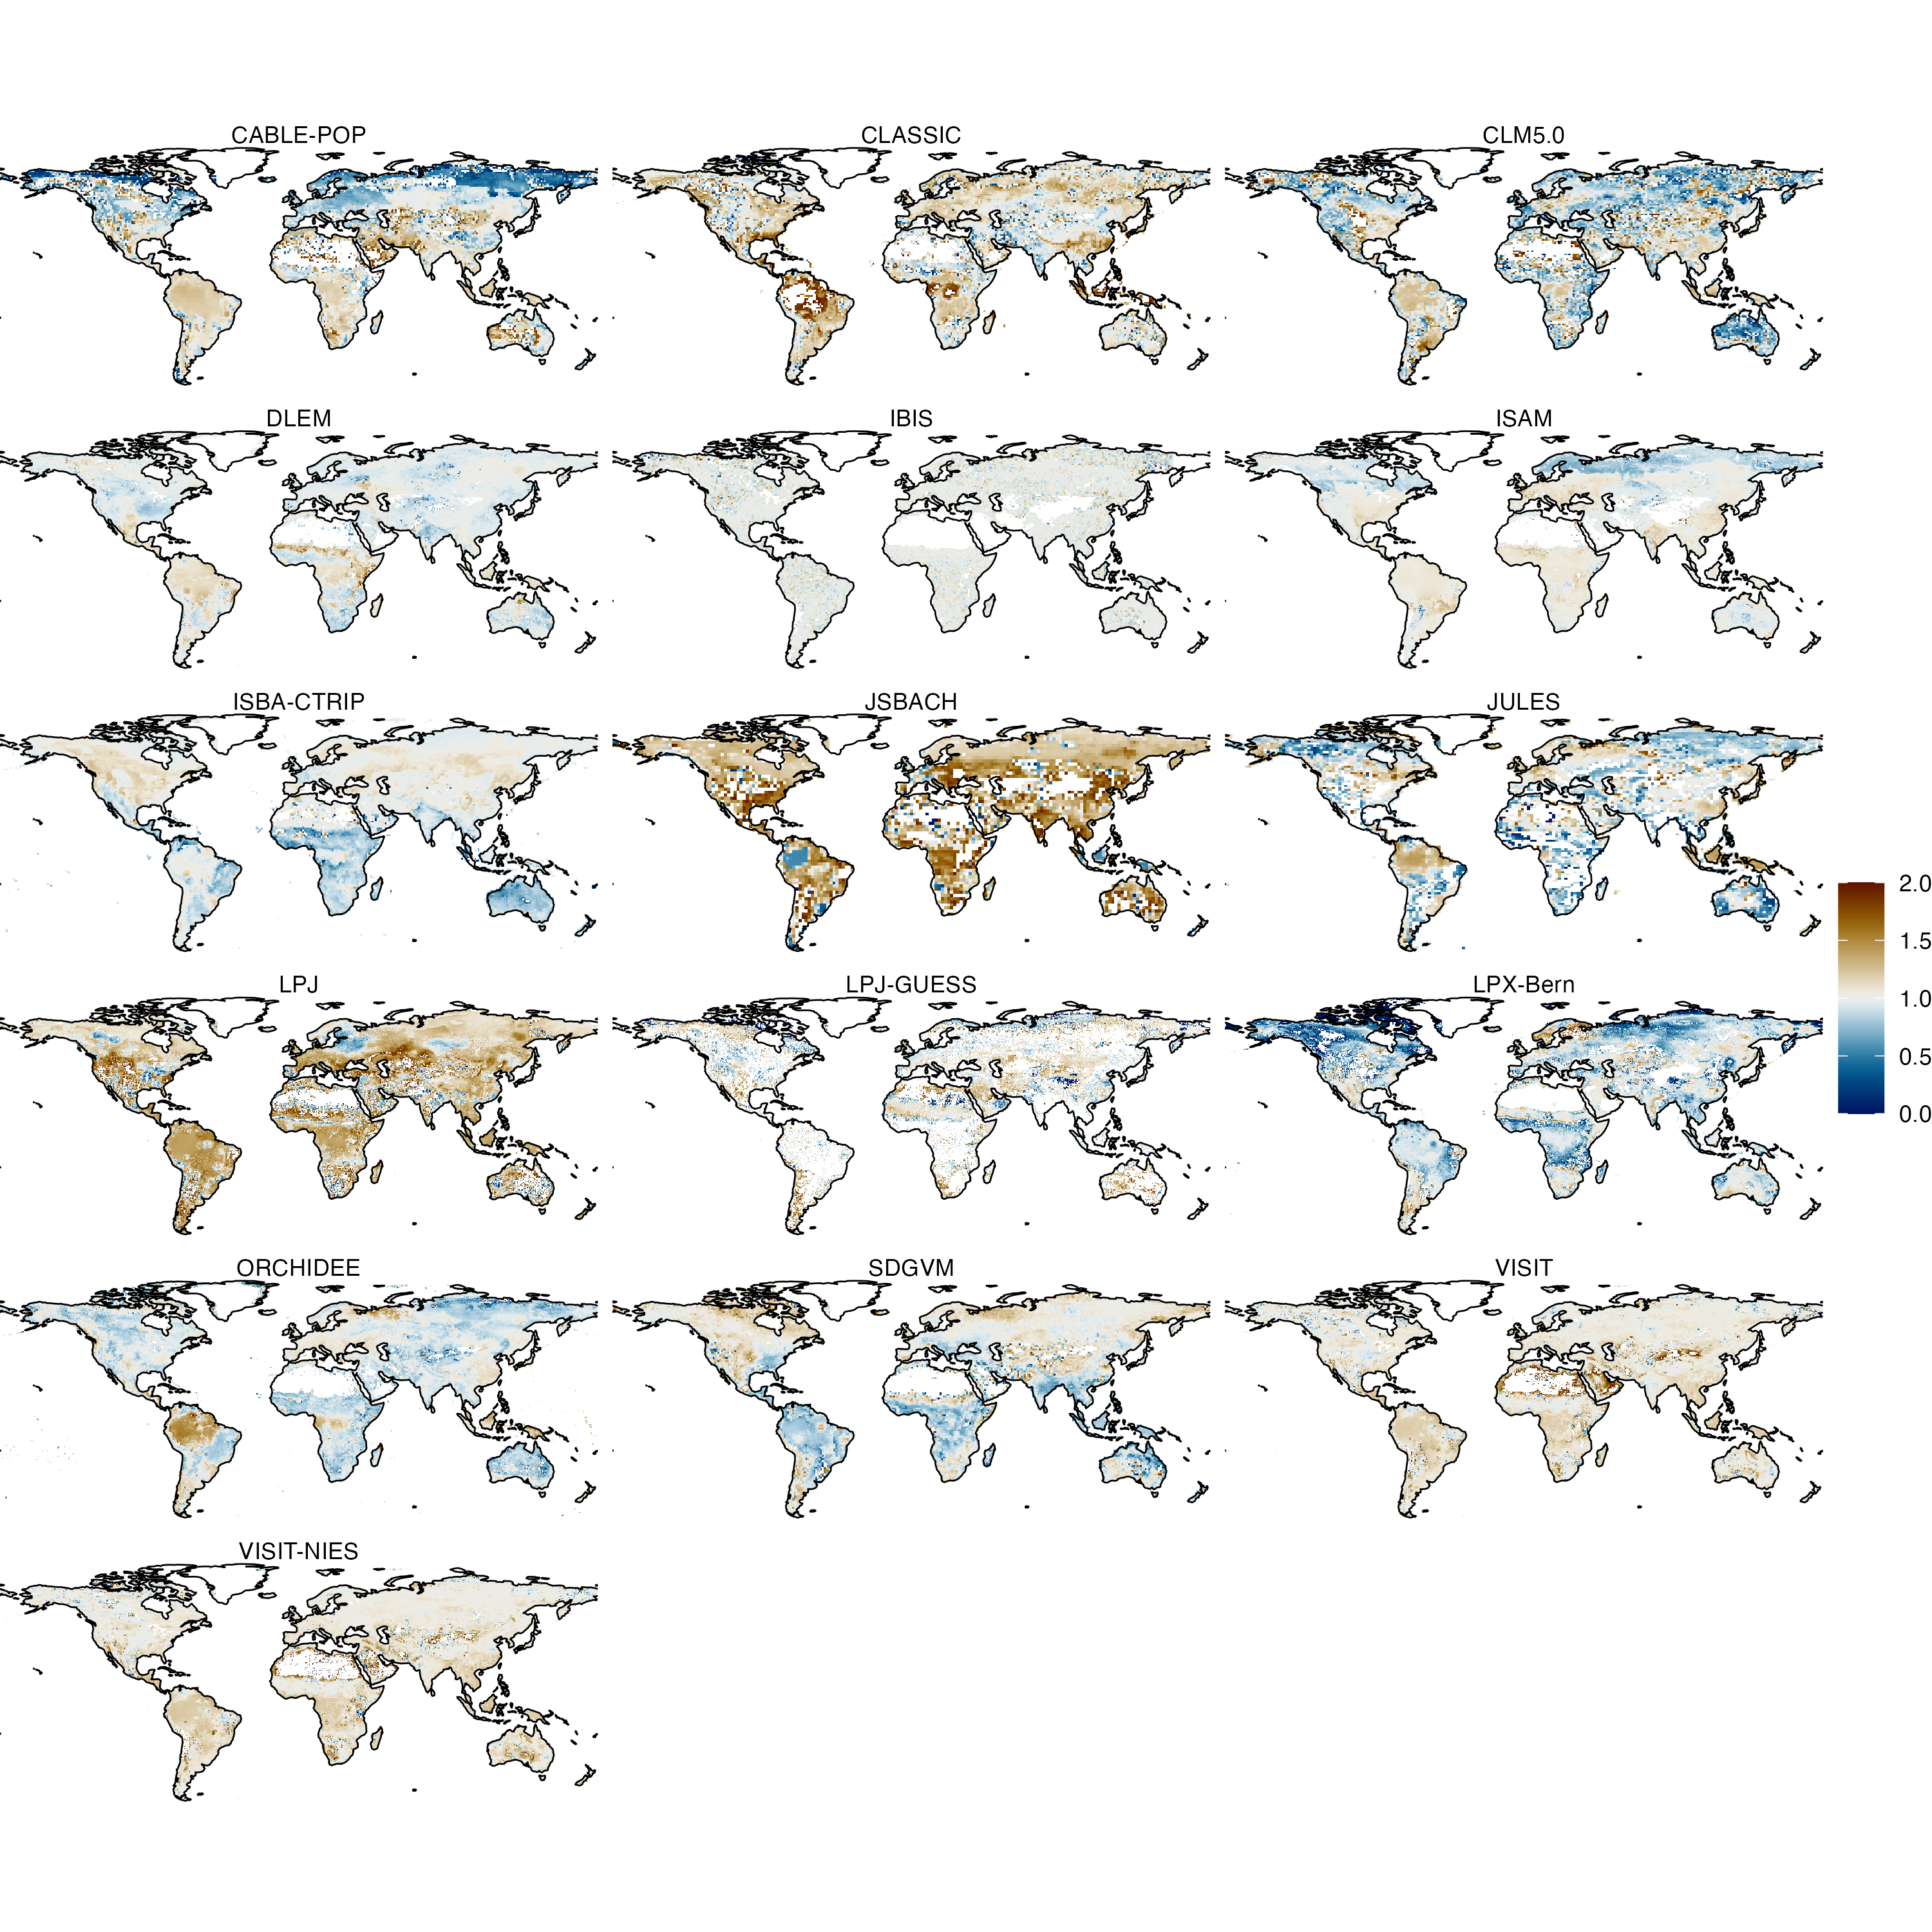 CABLE-POP
CLASSIC
CLM5.0
DLEM
IBIS
ISAM
ISBA-CTRIP
JSBACH
JULES
2.0
1.5
1.0
0.5
0.0
LPJ
LPJ-GUESS
LPX-Bern
ORCHIDEE
SDGVM
VISIT
VISIT-NIES